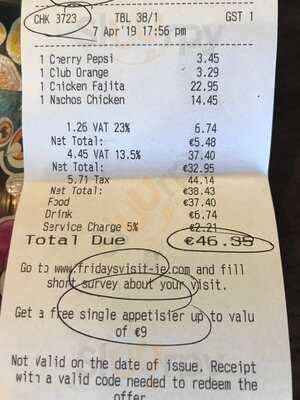 CHK 3723 TBL 38/1 GST 1
7 Apr'19 17:56 pm
1 Cherry Pepsi 3.45
1 Club Orange 3.29
1 Chicken Fajita 22.95
1 Nachos Chicken 14.45
1.26 VAT 23% 6.74
Net Total: €5.48
4.45 VAT 13.5% 37.40
Net Total: €32.95
5.71 Tax 44.14
Net Total: €38.43
Food €37.40
Drink €6.74
Service Charge 5% €2.21
Total Due €46.35
Go to www.fridaysvisit-ie.com and fill
short survey about your visit.
Get a free single appetisier up to valu
of €9
Not Valid on the date of issue. Receipt
with a valid code needed to redeem the
offer